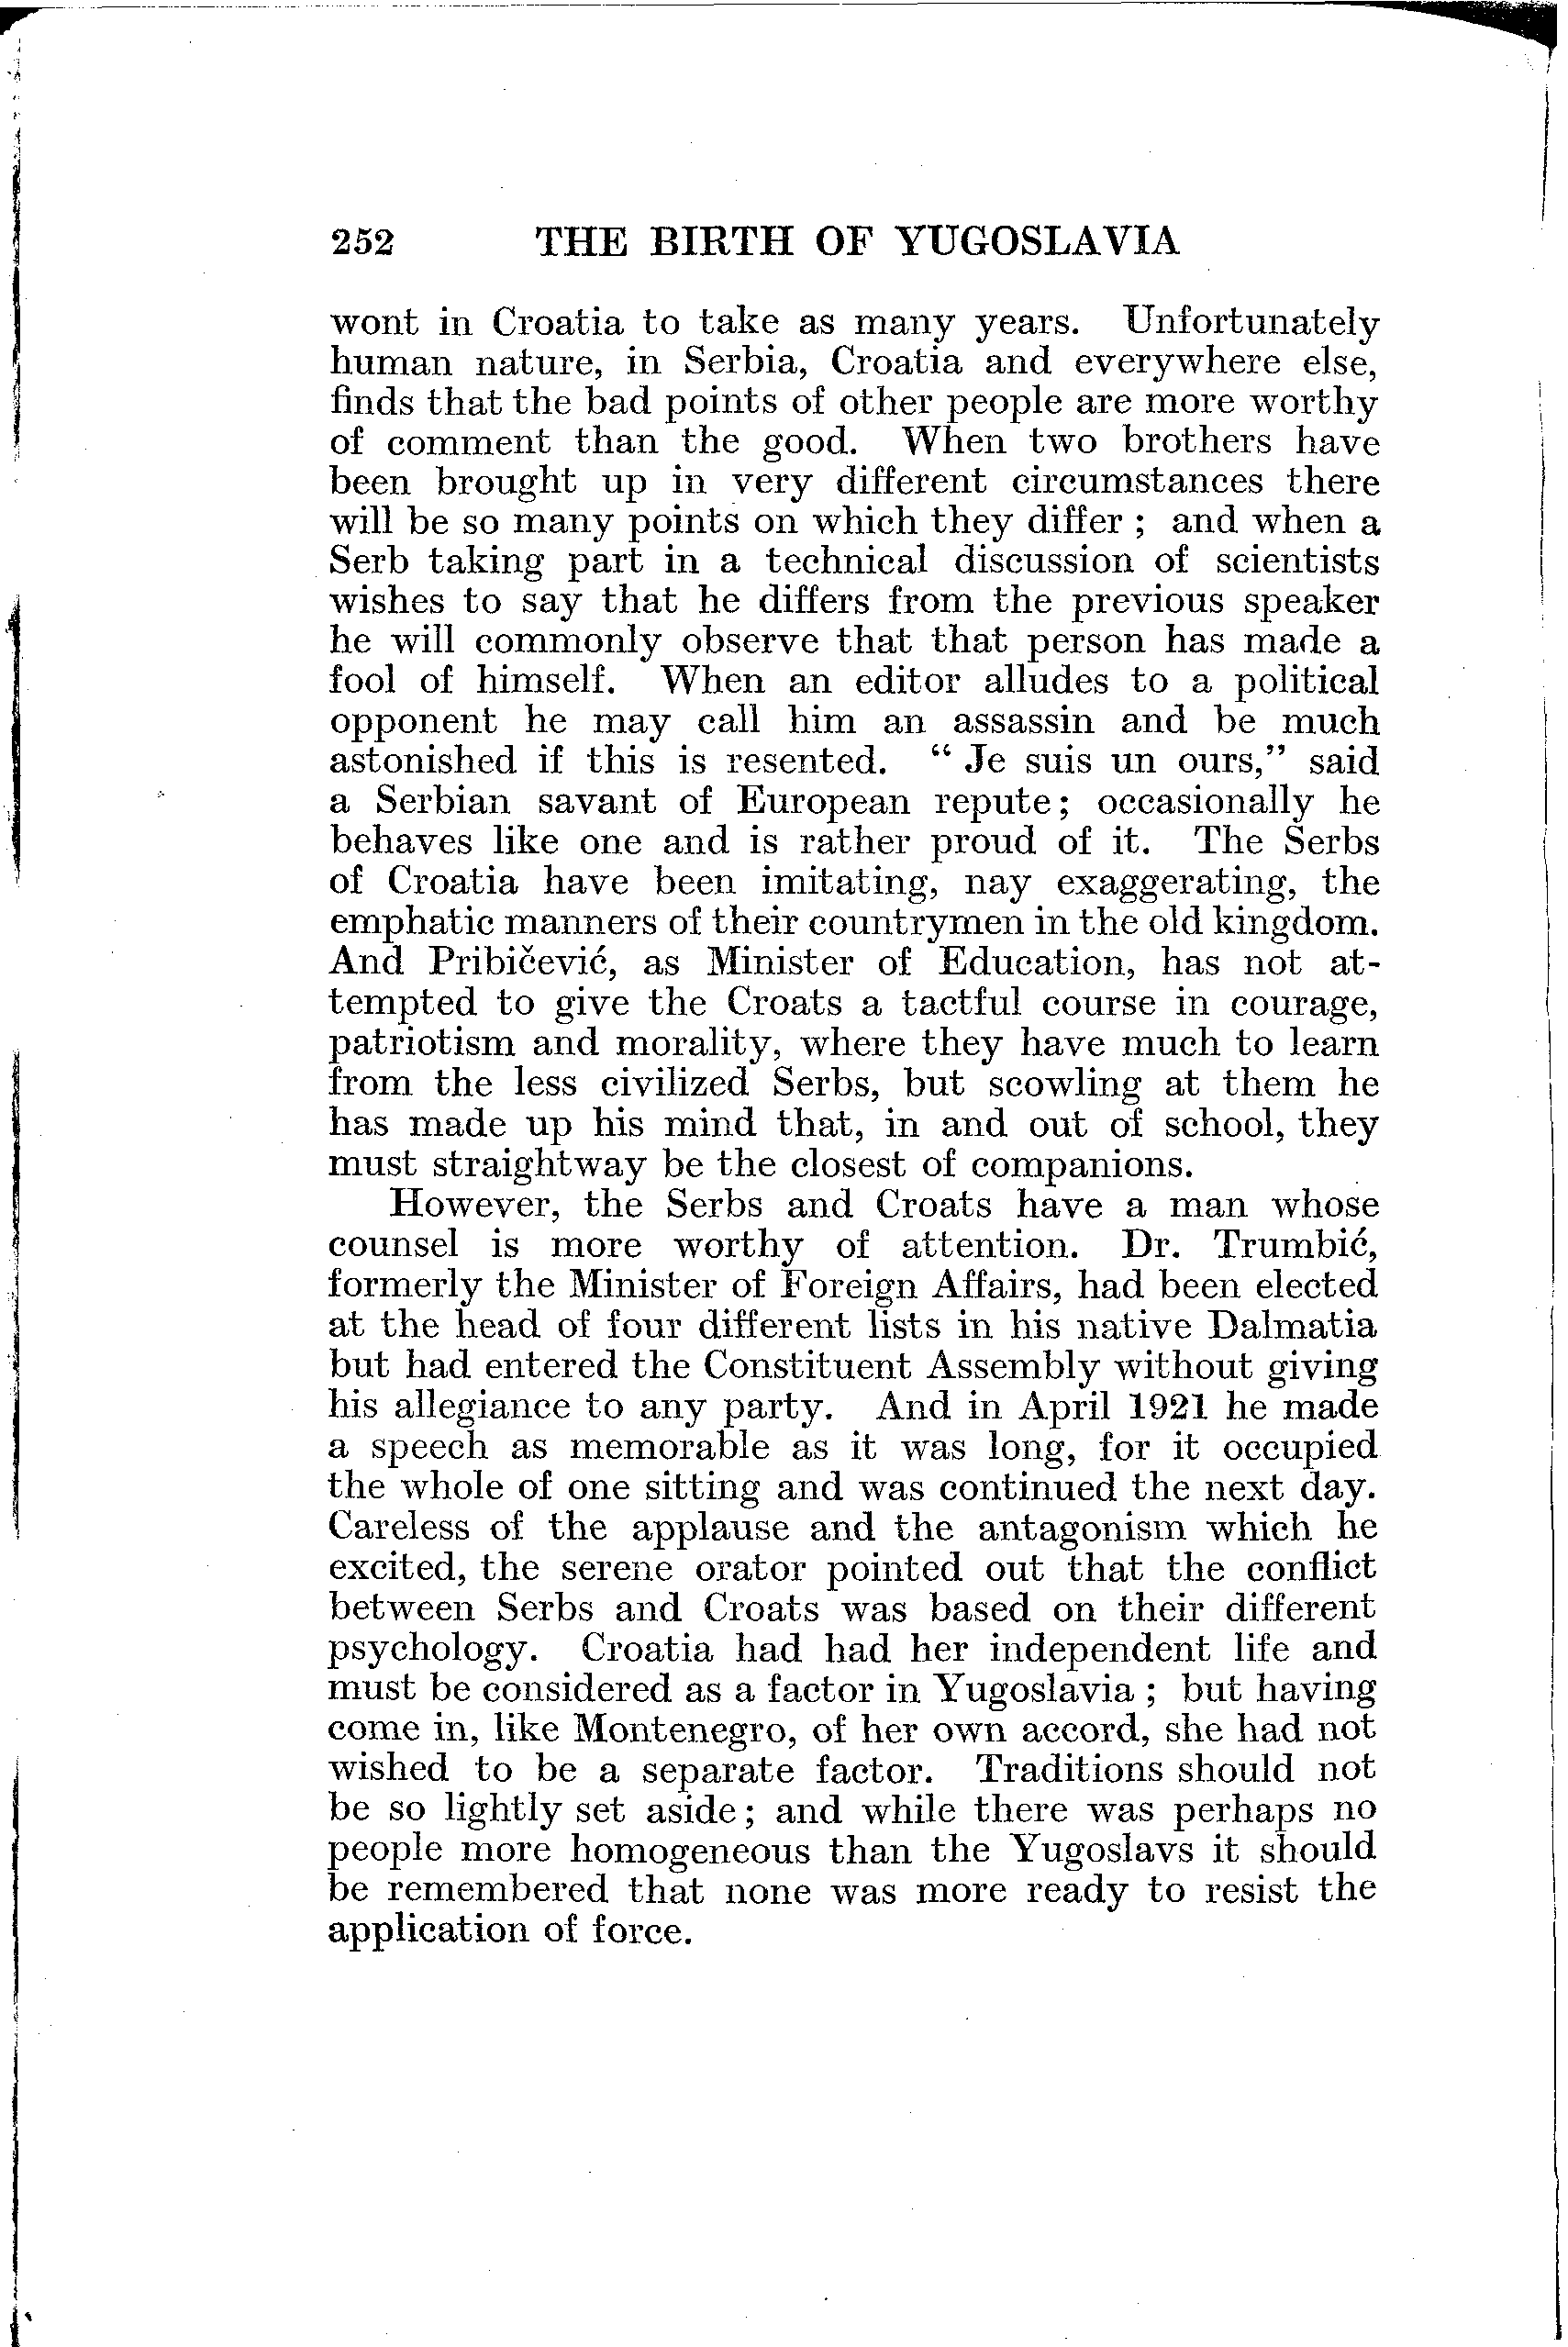 252 THE BIRTH OF YUGOSLAVIA
wont in Croatia to take as many years. Unfortunately
human nature, in Serbia, Croatia and everywhere else,
finds that the bad points of other people are more worthy
of comment than the good. When two brothers have
been brought up in very different circumstances there
will be so many points on which they differ ; and when a
Serb taking part in a technical discussion of scientists
wishes to say that he differs from the previous speaker
he will commonly observe that that person has made a
fool of himself. When an editor alludes to a political
opponent he may call him an assassin and be much
astonished if this is resented. “ Je suis un ours,” said
a Serbian savant of European repute; occasionally he
behaves like one and is rather proud of it. The Serbs
of Croatia have been imitating, nay exaggerating, the
emphatic manners of their countrymen in the old kingdom.
And Pribičević, as Minister of Education, has not at-
tempted to give the Croats a tactful course in courage,
patriotism and morality, where they have much to learn
from the less civilized Serbs, but scowling at them he
has made up his mind that, in and out of school, they
must straightway be the closest of companions.
However, the Serbs and Croats have a man whose
counsel is more worthy of attention. Dr. Trumbić,
formerly the Minister of Foreign Affairs, had been elected
at the head of four different lists in his native Dalmatia
but had entered the Constituent Assembly without giving
his allegiance to any party. And in April 1921 he made
a speech as memorable as it was long, for it occupied
the whole of one sitting and was continued the next day.
Careless of the applause and the antagonism which he
excited, the serene orator pointed out that the conflict
between Serbs and Croats was based on their different
psychology. Croatia had had her independent life and
must be considered as a factor in Yugoslavia ; but having
come in, like Montenegro, of her own accord, she had not
wished to be a separate factor. Traditions should not
be so lightly set aside; and while there was perhaps no
people more homogeneous than the Yugoslavs it should
be remembered that none was more ready to resist the
application of force.